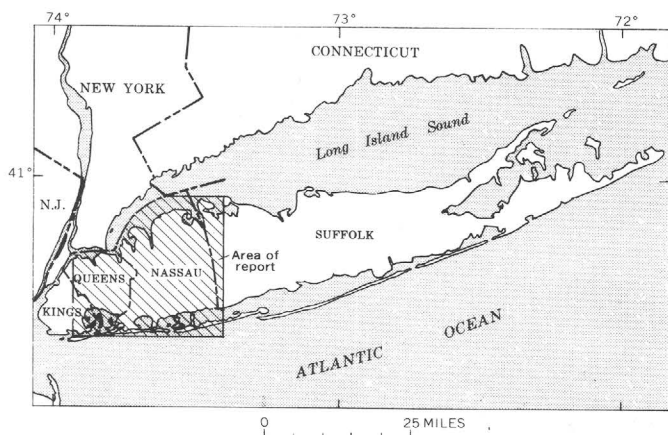 74°
73°
72°
CONNECTICUT
NEW YORK
Long Island Sound
41°
N.J.
SUFFOLK
Area of
report
QUEENS
NASSAU
KINGS
ATLANTIC OCEAN
0 25 MILES